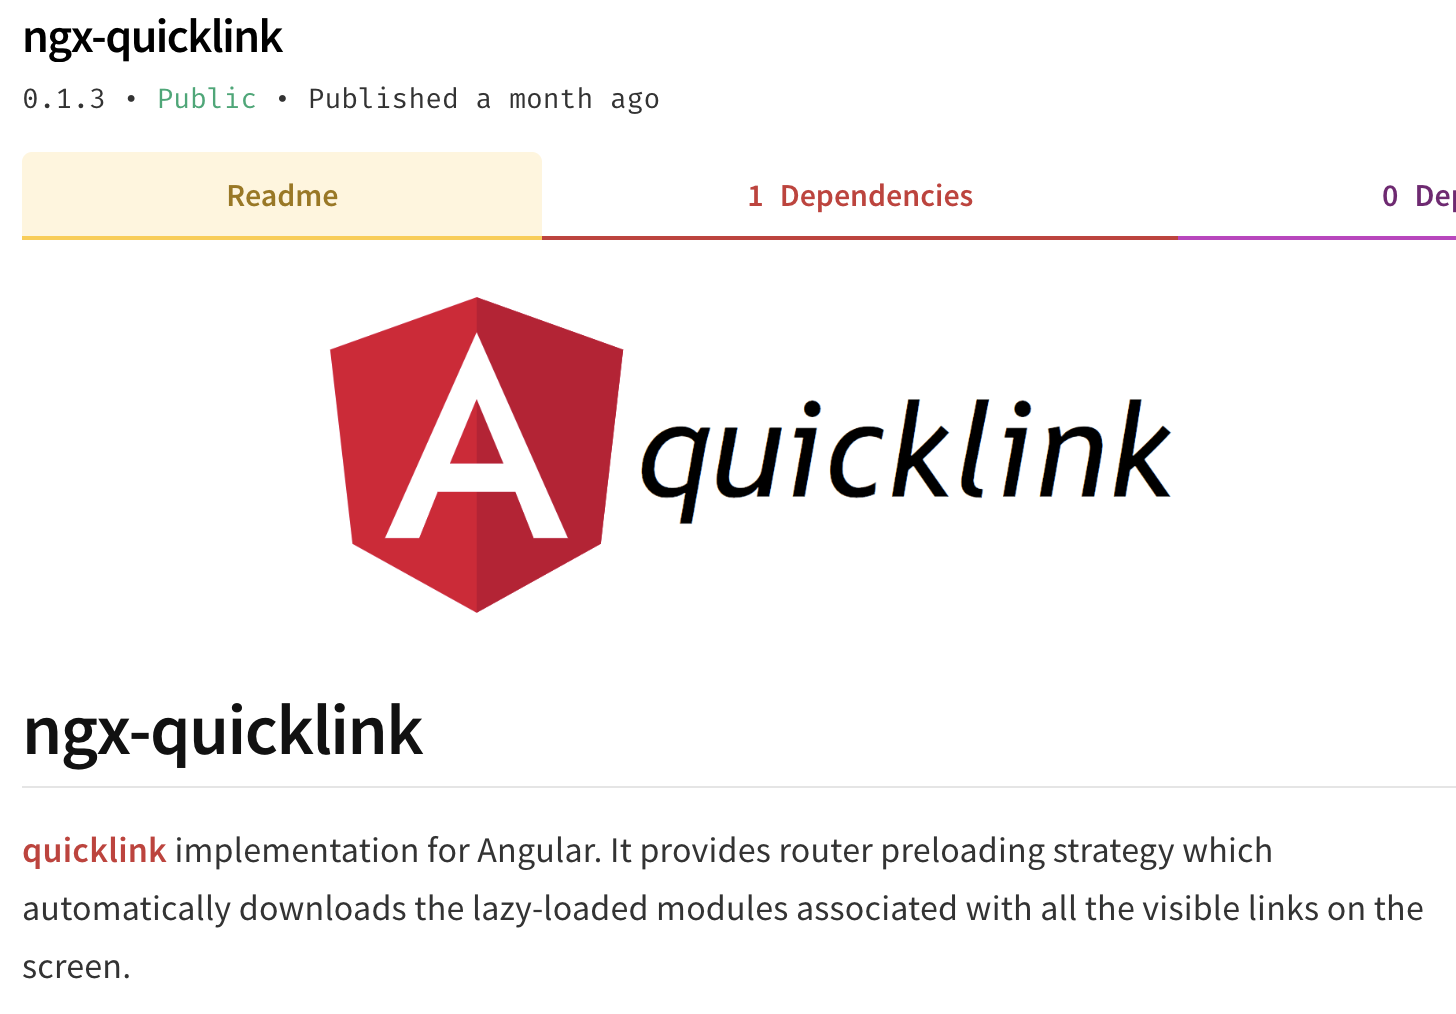 ngx-quicklink
0.1.3 • Public • Published a month ago
Readme
1 Dependencies
0 Dep
A quicklink
ngx-quicklink
quicklink implementation for Angular. It provides router preloading strategy which
automatically downloads the lazy-loaded modules associated with all the visible links on the
screen.